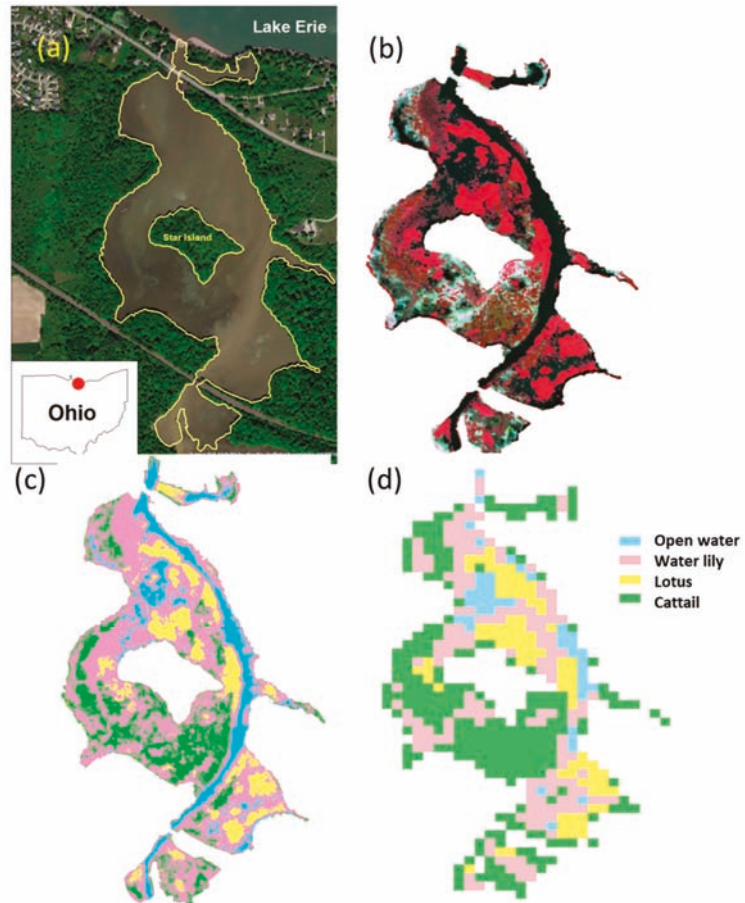 (a)
Lake Erie
Star Island
Ohio
(b)
(c)
(d)
Open water
Water lily
Lotus
Cattail